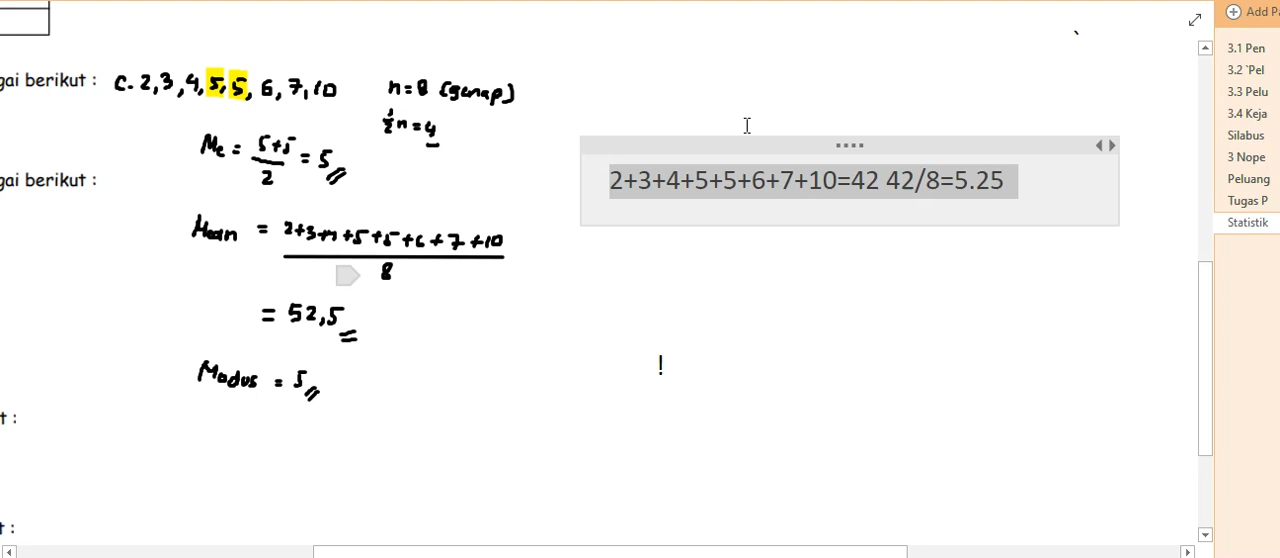 Add Pa
3.1 Pen
gai berikut : C. 2, 3, 4, 5, 5, 6, 7, 10 n = 8 (genap)
3.2 `Pel
3.3 Pelu
½n = 4
3.4 Keja
Me = 5+5 / 2 = 5
Silabus
3 Nope
gai berikut :
2+3+4+5+5+6+7+10=42 42/8=5.25
Peluang
Tugas P
Mean = 2+3+4+5+5+6+7+10
8
Statistik
= 52,5
!
Modus = 5
t :
t :